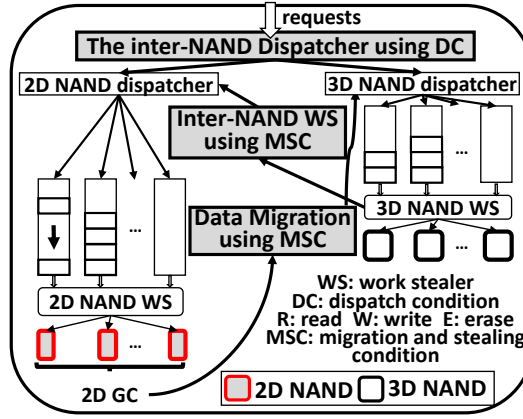 requests
The inter-NAND Dispatcher using DC
2D NAND dispatcher
3D NAND dispatcher
Inter-NAND WS
using MSC
...
...
Data Migration
using MSC
3D NAND WS
...
2D NAND WS
...
WS: work stealer
DC: dispatch condition
R: read W: write E: erase
MSC: migration and stealing
condition
2D GC
2D NAND
3D NAND